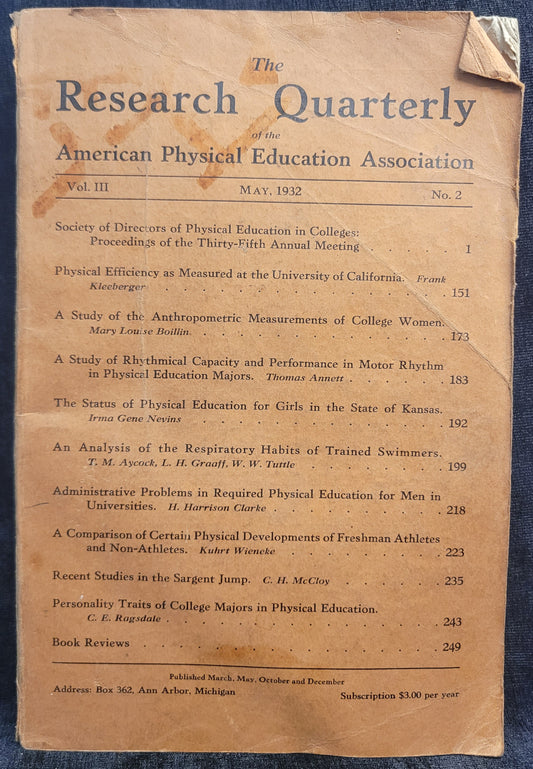 The
Research Quarterly
of the
American Physical Education Association
Vol. III MAY, 1932 No. 2
Society of Directors of Physical Education in Colleges:
Proceedings of the Thirty-Fifth Annual Meeting . . . . 1
Physical Efficiency as Measured at the University of California. Frank
Kleeberger . . . . . . . . . . . . 151
A Study of the Anthropometric Measurements of College Women.
Mary Louise Boillin. . . . . . . . . . . 173
A Study of Rhythmical Capacity and Performance in Motor Rhythm
in Physical Education Majors. Thomas Annett . . . . . . 183
The Status of Physical Education for Girls in the State of Kansas.
Irma Gene Nevins . . . . . . . . . . . 192
An Analysis of the Respiratory Habits of Trained Swimmers.
T. M. Aycock, L. H. Graaff, W. W. Tuttle . . . . . . 199
Administrative Problems in Required Physical Education for Men in
Universities. H. Harrison Clarke . . . . . . . . 218
A Comparison of Certain Physical Developments of Freshman Athletes
and Non-Athletes. Kuhrt Wieneke . . . . . . . . 223
Recent Studies in the Sargent Jump. C. H. McCloy . . . . . 235
Personality Traits of College Majors in Physical Education.
C. E. Ragsdale . . . . . . . . . . . . 243
Book Reviews . . . . . . . . . . . . . 249
Published March, May, October and December
Address: Box 362, Ann Arbor, Michigan Subscription $3.00 per year